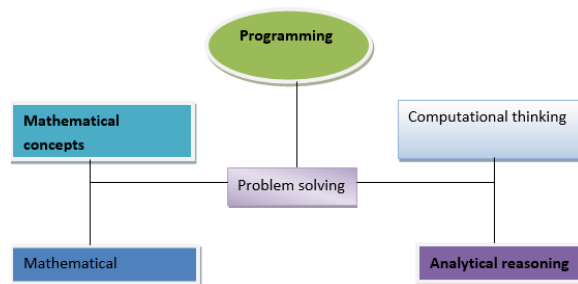 Programming
Mathematical
concepts
Computational thinking
Problem solving
Mathematical
Analytical reasoning